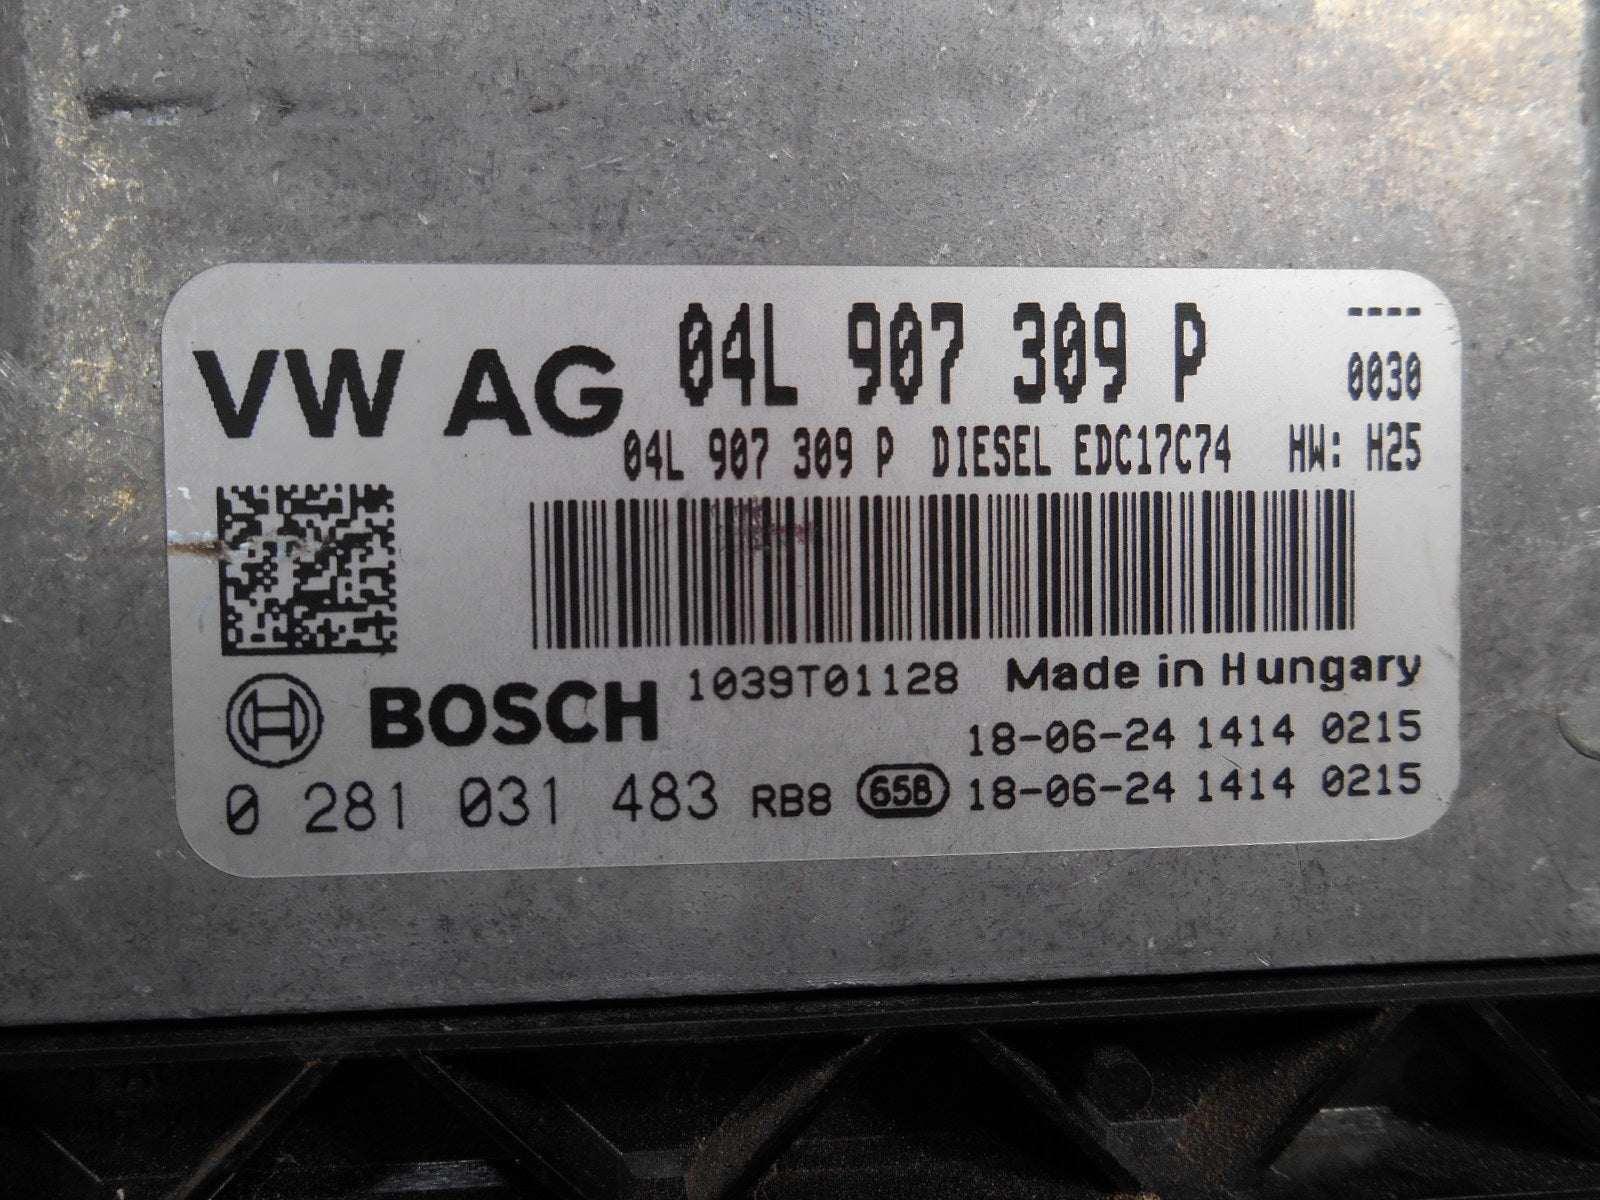 VW AG 04L 907 309 P ----
0030
04L 907 309 P DIESEL EDC17C74 HW: H25
1039T01128 Made in Hungary
BOSCH 18-06-24 1414 0215
0 281 031 483 RB8 65B 18-06-24 1414 0215